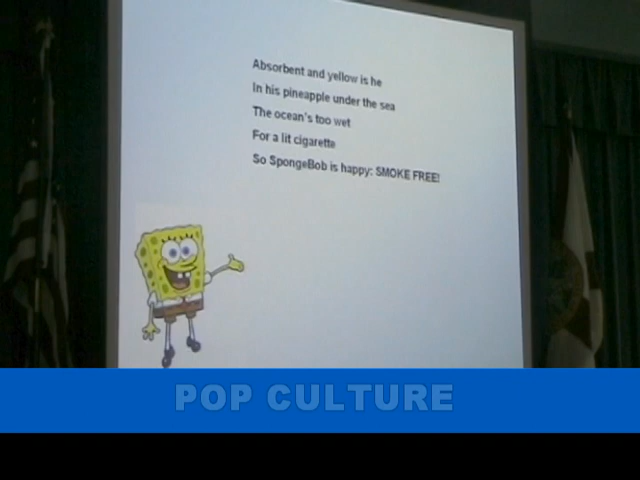 Absorbent and yellow is he
In his pineapple under the sea
The ocean's too wet
For a lit cigarette
So SpongeBob is happy: SMOKE FREE!
POP CULTURE